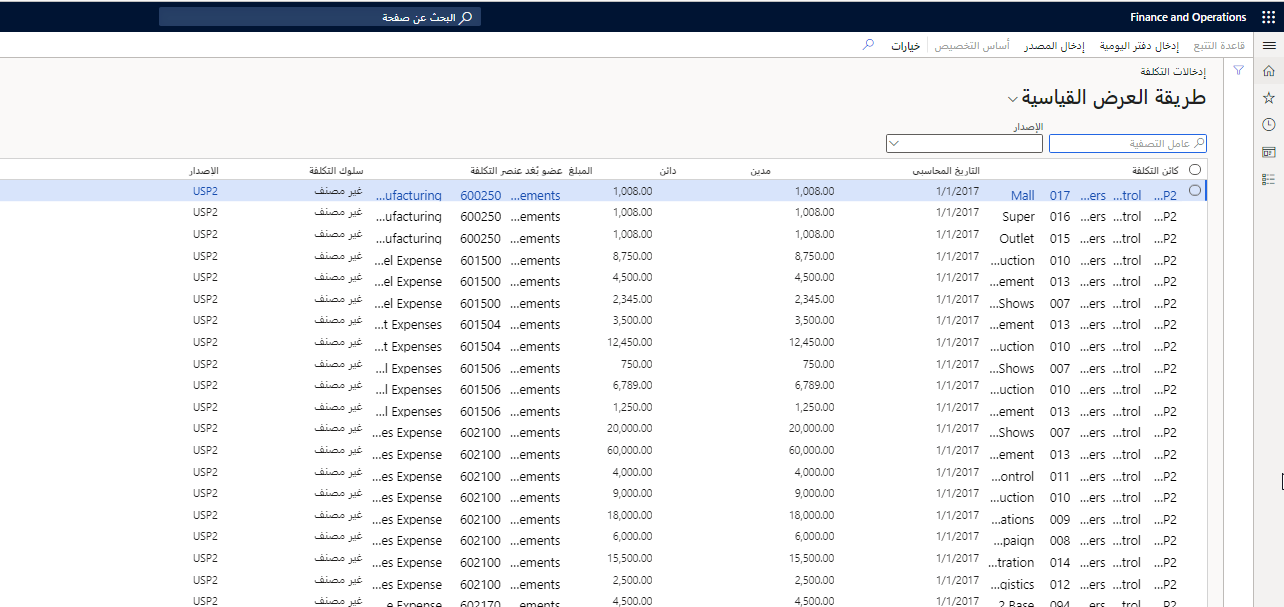 Finance and Operations
البحث عن صفحة
قاعدة التتبع إدخال دفتر اليومية إدخال المصدر أساس التخصيص خيارات
إدخالات التكلفة
طريقة العرض القياسية
الإصدار
عامل التصفية
كائن التكلفة التاريخ المحاسبي مدين دائن المبلغ عضو بُعد عنصر التكلفة سلوك التكلفة الإصدار
...P2 ...trol ...ers 017 Mall 1/1/2017 1,008.00 1,008.00 ...ements 600250 ...ufacturing غير مصنف USP2
...P2 ...trol ...ers 016 Super 1/1/2017 1,008.00 1,008.00 ...ements 600250 ...ufacturing غير مصنف USP2
...P2 ...trol ...ers 015 Outlet 1/1/2017 1,008.00 1,008.00 ...ements 600250 ...ufacturing غير مصنف USP2
...P2 ...trol ...ers 010 ...uction 1/1/2017 8,750.00 8,750.00 ...ements 601500 ...el Expense غير مصنف USP2
...P2 ...trol ...ers 013 ...ement 1/1/2017 4,500.00 4,500.00 ...ements 601500 ...el Expense غير مصنف USP2
...P2 ...trol ...ers 007 ...Shows 1/1/2017 2,345.00 2,345.00 ...ements 601500 ...el Expense غير مصنف USP2
...P2 ...trol ...ers 013 ...ement 1/1/2017 3,500.00 3,500.00 ...ements 601504 ...t Expenses غير مصنف USP2
...P2 ...trol ...ers 010 ...uction 1/1/2017 12,450.00 12,450.00 ...ements 601504 ...t Expenses غير مصنف USP2
...P2 ...trol ...ers 007 ...Shows 1/1/2017 750.00 750.00 ...ements 601506 ...l Expenses غير مصنف USP2
...P2 ...trol ...ers 010 ...uction 1/1/2017 6,789.00 6,789.00 ...ements 601506 ...l Expenses غير مصنف USP2
...P2 ...trol ...ers 013 ...ement 1/1/2017 1,250.00 1,250.00 ...ements 601506 ...l Expenses غير مصنف USP2
...P2 ...trol ...ers 007 ...Shows 1/1/2017 20,000.00 20,000.00 ...ements 602100 ...es Expense غير مصنف USP2
...P2 ...trol ...ers 013 ...ement 1/1/2017 60,000.00 60,000.00 ...ements 602100 ...es Expense غير مصنف USP2
...P2 ...trol ...ers 011 ...ontrol 1/1/2017 4,000.00 4,000.00 ...ements 602100 ...es Expense غير مصنف USP2
...P2 ...trol ...ers 010 ...uction 1/1/2017 9,000.00 9,000.00 ...ements 602100 ...es Expense غير مصنف USP2
...P2 ...trol ...ers 009 ...ations 1/1/2017 18,000.00 18,000.00 ...ements 602100 ...es Expense غير مصنف USP2
...P2 ...trol ...ers 008 ...paign 1/1/2017 6,000.00 6,000.00 ...ements 602100 ...es Expense غير مصنف USP2
...P2 ...trol ...ers 014 ...tration 1/1/2017 15,500.00 15,500.00 ...ements 602100 ...es Expense غير مصنف USP2
...P2 ...trol ...ers 012 ...gistics 1/1/2017 2,500.00 2,500.00 ...ements 602100 ...es Expense غير مصنف USP2
...P2 ...trol ...ers 094 2 Base 1/1/2017 4,500.00 4,500.00 ...ements 602170 ...e Expense غير مصنف USP2